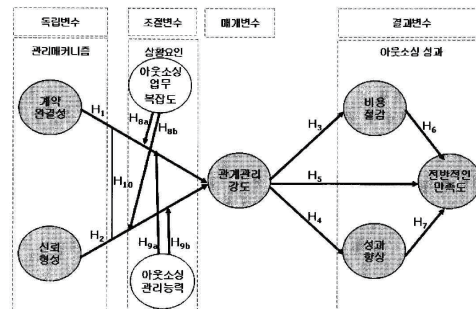 독립변수
조절변수
매개변수
결과변수
관리메커니즘
상황요인
아웃소싱 성과
아웃소싱
업무
복잡도
계약
완결성
H1
H8a
H8b
비용
절감
H3
H6
H10
관계관리
강도
H5
전반적인
만족도
신뢰
형성
H2
H4
H7
H9a
H9b
성과
향상
아웃소싱
관리능력